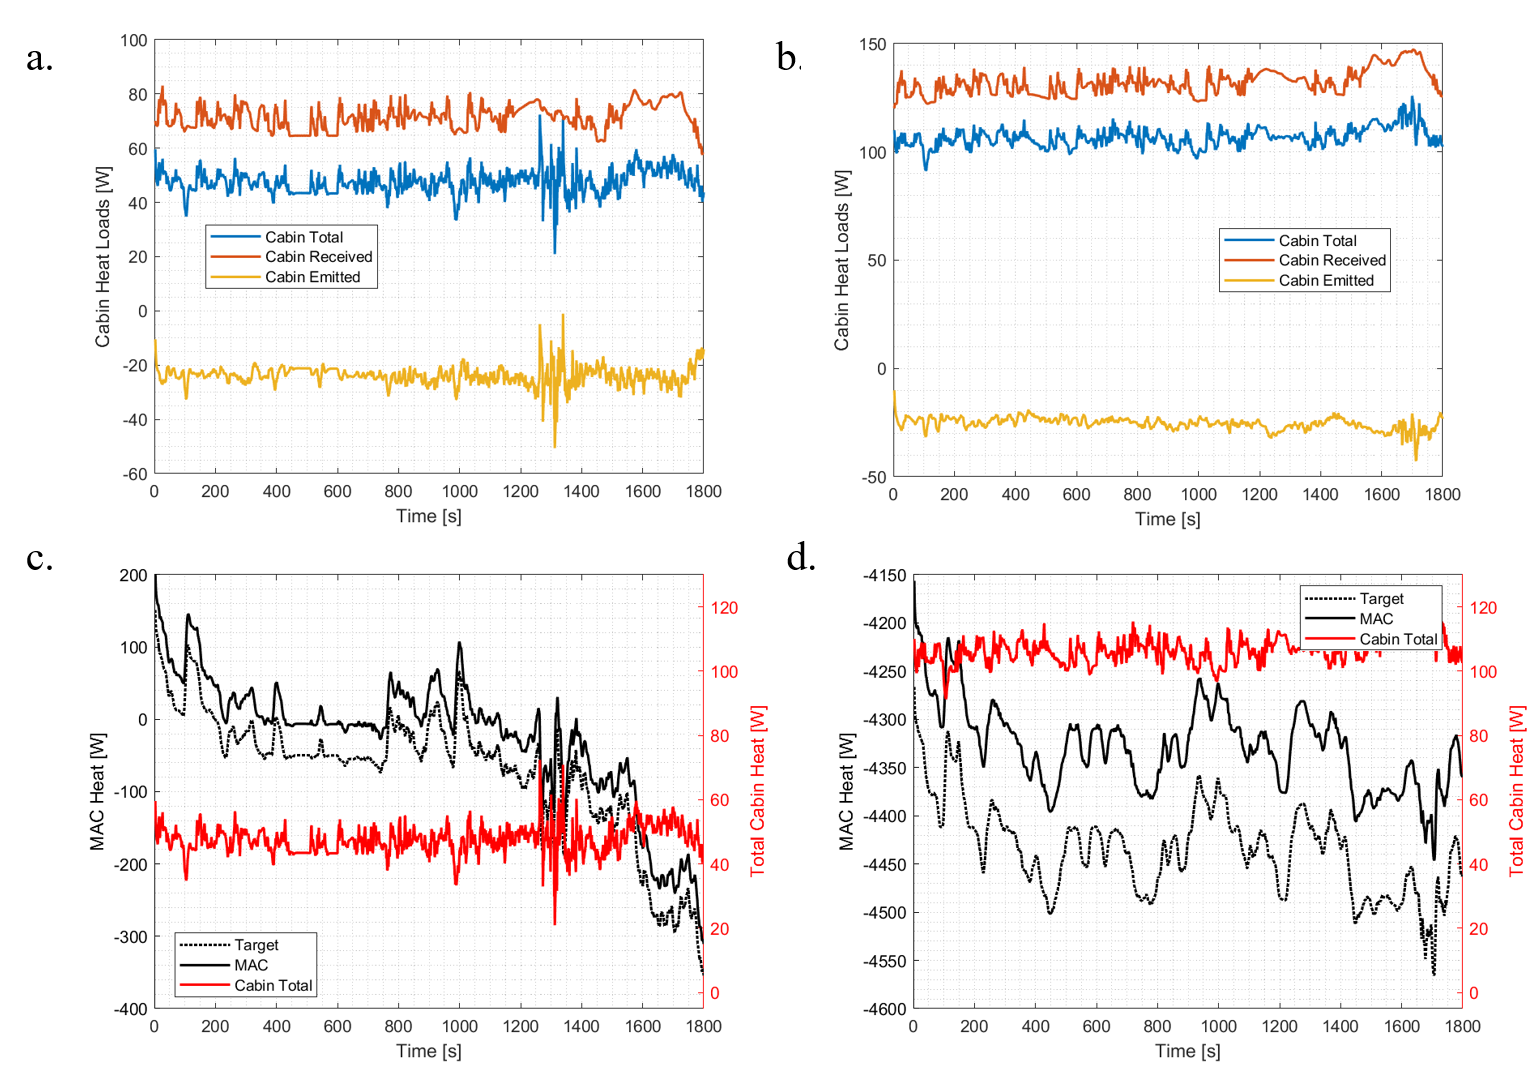 a.
100
80
60
40
20
0
-20
-40
-60
Cabin Heat Loads [W]
Cabin Total
Cabin Received
Cabin Emitted
0 200 400 600 800 1000 1200 1400 1600 1800
Time [s]
b.
150
100
50
0
-50
Cabin Heat Loads [W]
Cabin Total
Cabin Received
Cabin Emitted
0 200 400 600 800 1000 1200 1400 1600 1800
Time [s]
c.
200
100
0
-100
-200
-300
-400
MAC Heat [W]
120
100
80
60
40
20
0
Total Cabin Heat [W]
Target
MAC
Cabin Total
0 200 400 600 800 1000 1200 1400 1600 1800
Time [s]
d.
-4150
-4200
-4250
-4300
-4350
-4400
-4450
-4500
-4550
-4600
MAC Heat [W]
Target
MAC
Cabin Total
120
100
80
60
40
20
0
Total Cabin Heat [W]
0 200 400 600 800 1000 1200 1400 1600 1800
Time [s]